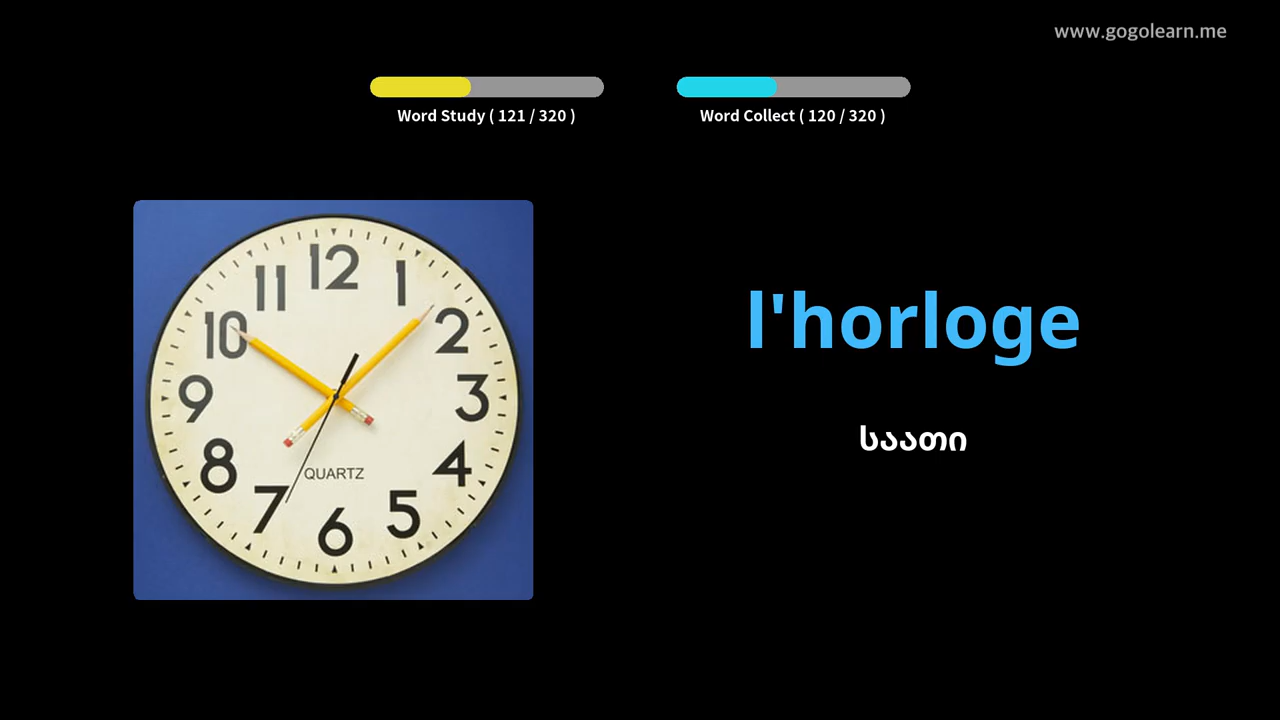 www.gogolearn.me
Word Study ( 121 / 320 )
Word Collect ( 120 / 320 )
12
11
1
10
2
9
3
8
4
QUARTZ
7
5
6
l'horloge
საათი